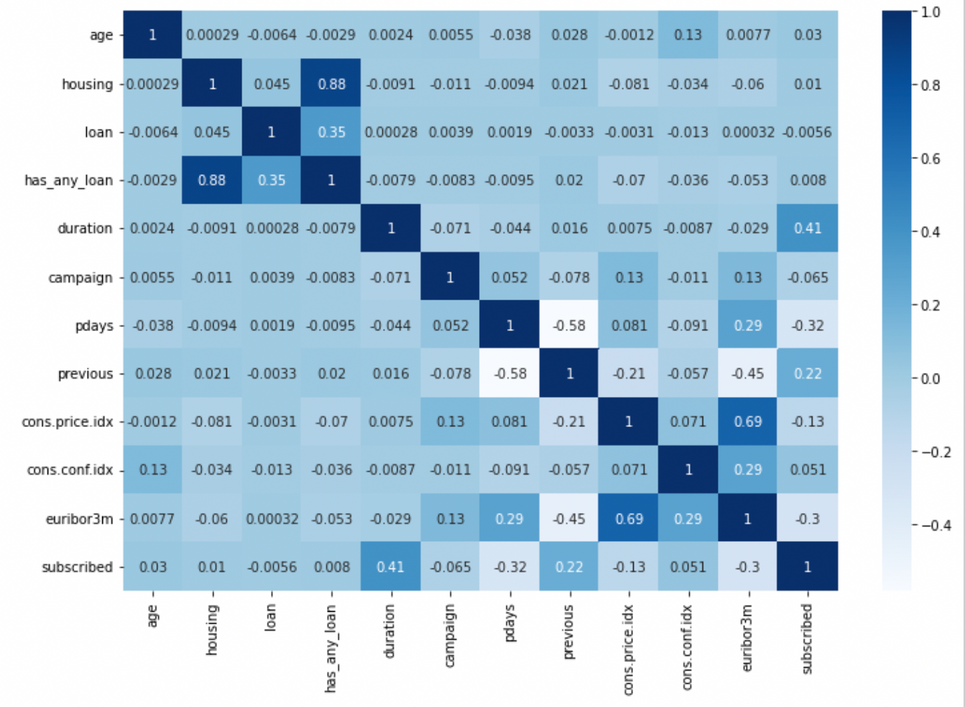 age 1 0.00029 -0.0064 -0.0029 0.0024 0.0055 -0.038 0.028 -0.0012 0.13 0.0077 0.03
housing 0.00029 1 0.045 0.88 -0.0091 -0.011 -0.0094 0.021 -0.081 -0.034 -0.06 0.01
loan -0.0064 0.045 1 0.35 0.00028 0.0039 0.0019 -0.0033 -0.0031 -0.013 0.00032 -0.0056
has_any_loan -0.0029 0.88 0.35 1 -0.0079 -0.0083 -0.0095 0.02 -0.07 -0.036 -0.053 0.008
duration 0.0024 -0.0091 0.00028 -0.0079 1 -0.071 -0.044 0.016 0.0075 -0.0087 -0.029 0.41
campaign 0.0055 -0.011 0.0039 -0.0083 -0.071 1 0.052 -0.078 0.13 -0.011 0.13 -0.065
pdays -0.038 -0.0094 0.0019 -0.0095 -0.044 0.052 1 -0.58 0.081 -0.091 0.29 -0.32
previous 0.028 0.021 -0.0033 0.02 0.016 -0.078 -0.58 1 -0.21 -0.057 -0.45 0.22
cons.price.idx -0.0012 -0.081 -0.0031 -0.07 0.0075 0.13 0.081 -0.21 1 0.071 0.69 -0.13
cons.conf.idx 0.13 -0.034 -0.013 -0.036 -0.0087 -0.011 -0.091 -0.057 0.071 1 0.29 0.051
euribor3m 0.0077 -0.06 0.00032 -0.053 -0.029 0.13 0.29 -0.45 0.69 0.29 1 -0.3
subscribed 0.03 0.01 -0.0056 0.008 0.41 -0.065 -0.32 0.22 -0.13 0.051 -0.3 1
age housing loan has_any_loan duration campaign pdays previous cons.price.idx cons.conf.idx euribor3m subscribed
1.0
0.8
0.6
0.4
0.2
0.0
−0.2
−0.4